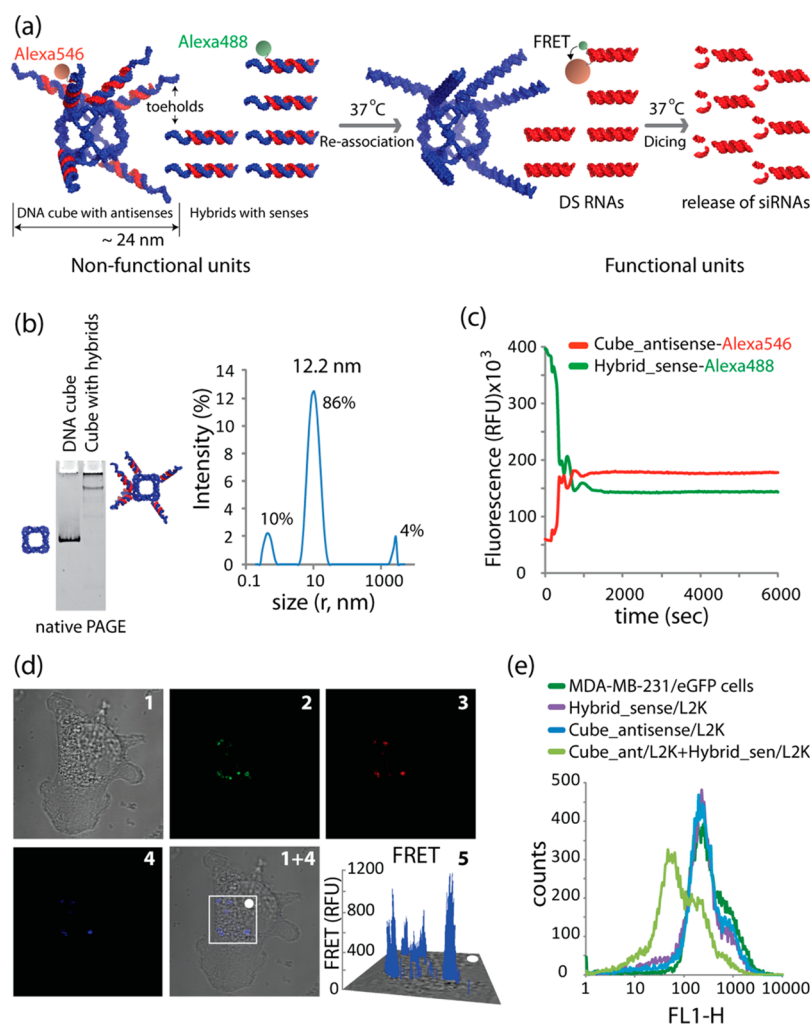 (a)
Alexa546
Alexa488
toeholds
37 °C
Re-association
FRET
37 °C
Dicing
DNA cube with antisenses
Hybrids with senses
DS RNAs
release of siRNAs
~ 24 nm
Non-functional units
Functional units
(b)
DNA cube
Cube with hybrids
native PAGE
12.2 nm
86%
10%
4%
Intensity (%)
14
12
10
8
6
4
2
0
0.1
10
1000
size (r, nm)
(c)
Cube_antisense-Alexa546
Hybrid_sense-Alexa488
Fluorescence (RFU)x10³
400
300
200
100
0
0
2000
4000
6000
time (sec)
(d)
1
2
3
4
1+4
FRET
5
FRET (RFU)
1200
800
400
0
(e)
MDA-MB-231/eGFP cells
Hybrid_sense/L2K
Cube_antisense/L2K
Cube_ant/L2K+Hybrid_sen/L2K
counts
500
400
300
200
100
0
1
10
100
1000
10000
FL1-H